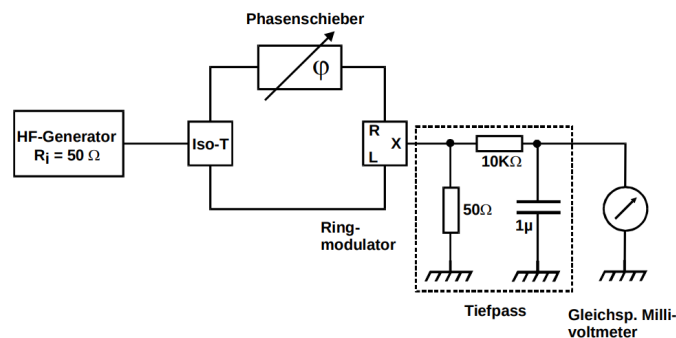 Phasenschieber
φ
HF-Generator
Ri = 50 Ω
Iso-T
R
X
L
10KΩ
50Ω
1µ
Ring-
modulator
Tiefpass
Gleichsp. Milli-
voltmeter